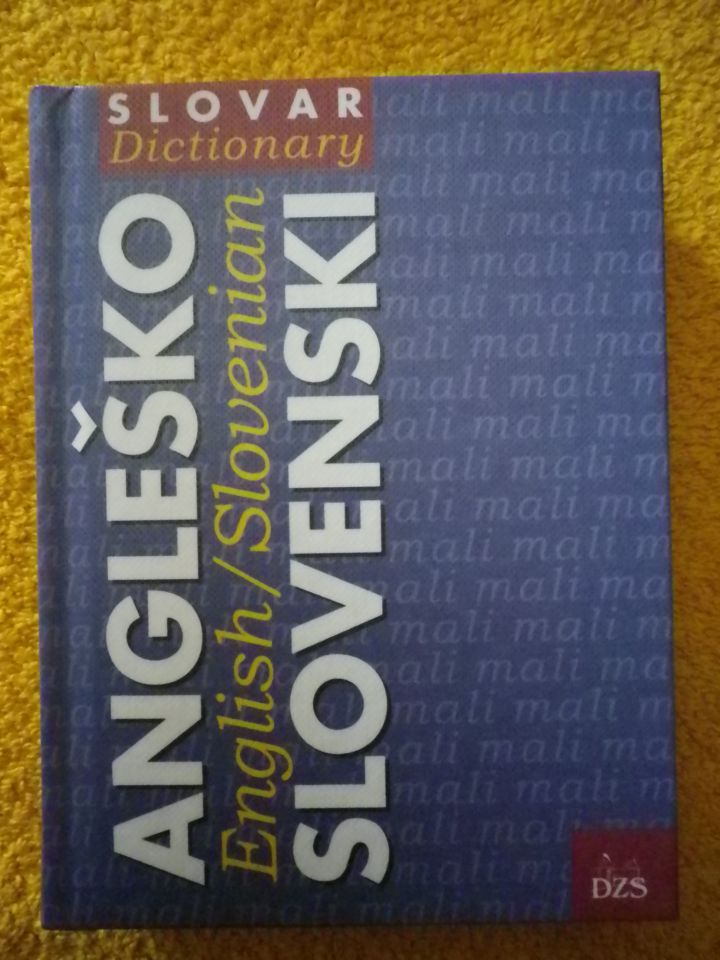 SLOVAR
Dictionary
ANGLEŠKO
English/Slovenian
SLOVENSKI
mali mali mali
DZS